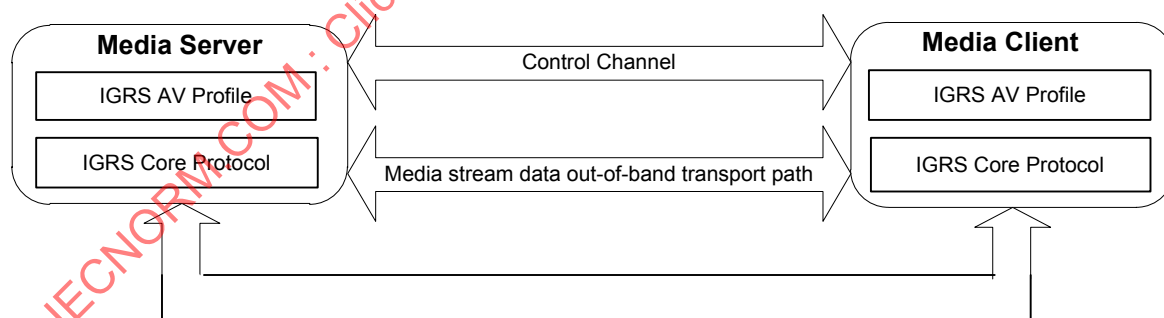 Media Server
IGRS AV Profile
IGRS Core Protocol
Control Channel
Media stream data out-of-band transport path
Media Client
IGRS AV Profile
IGRS Core Protocol
IECNORM.COM: Clic